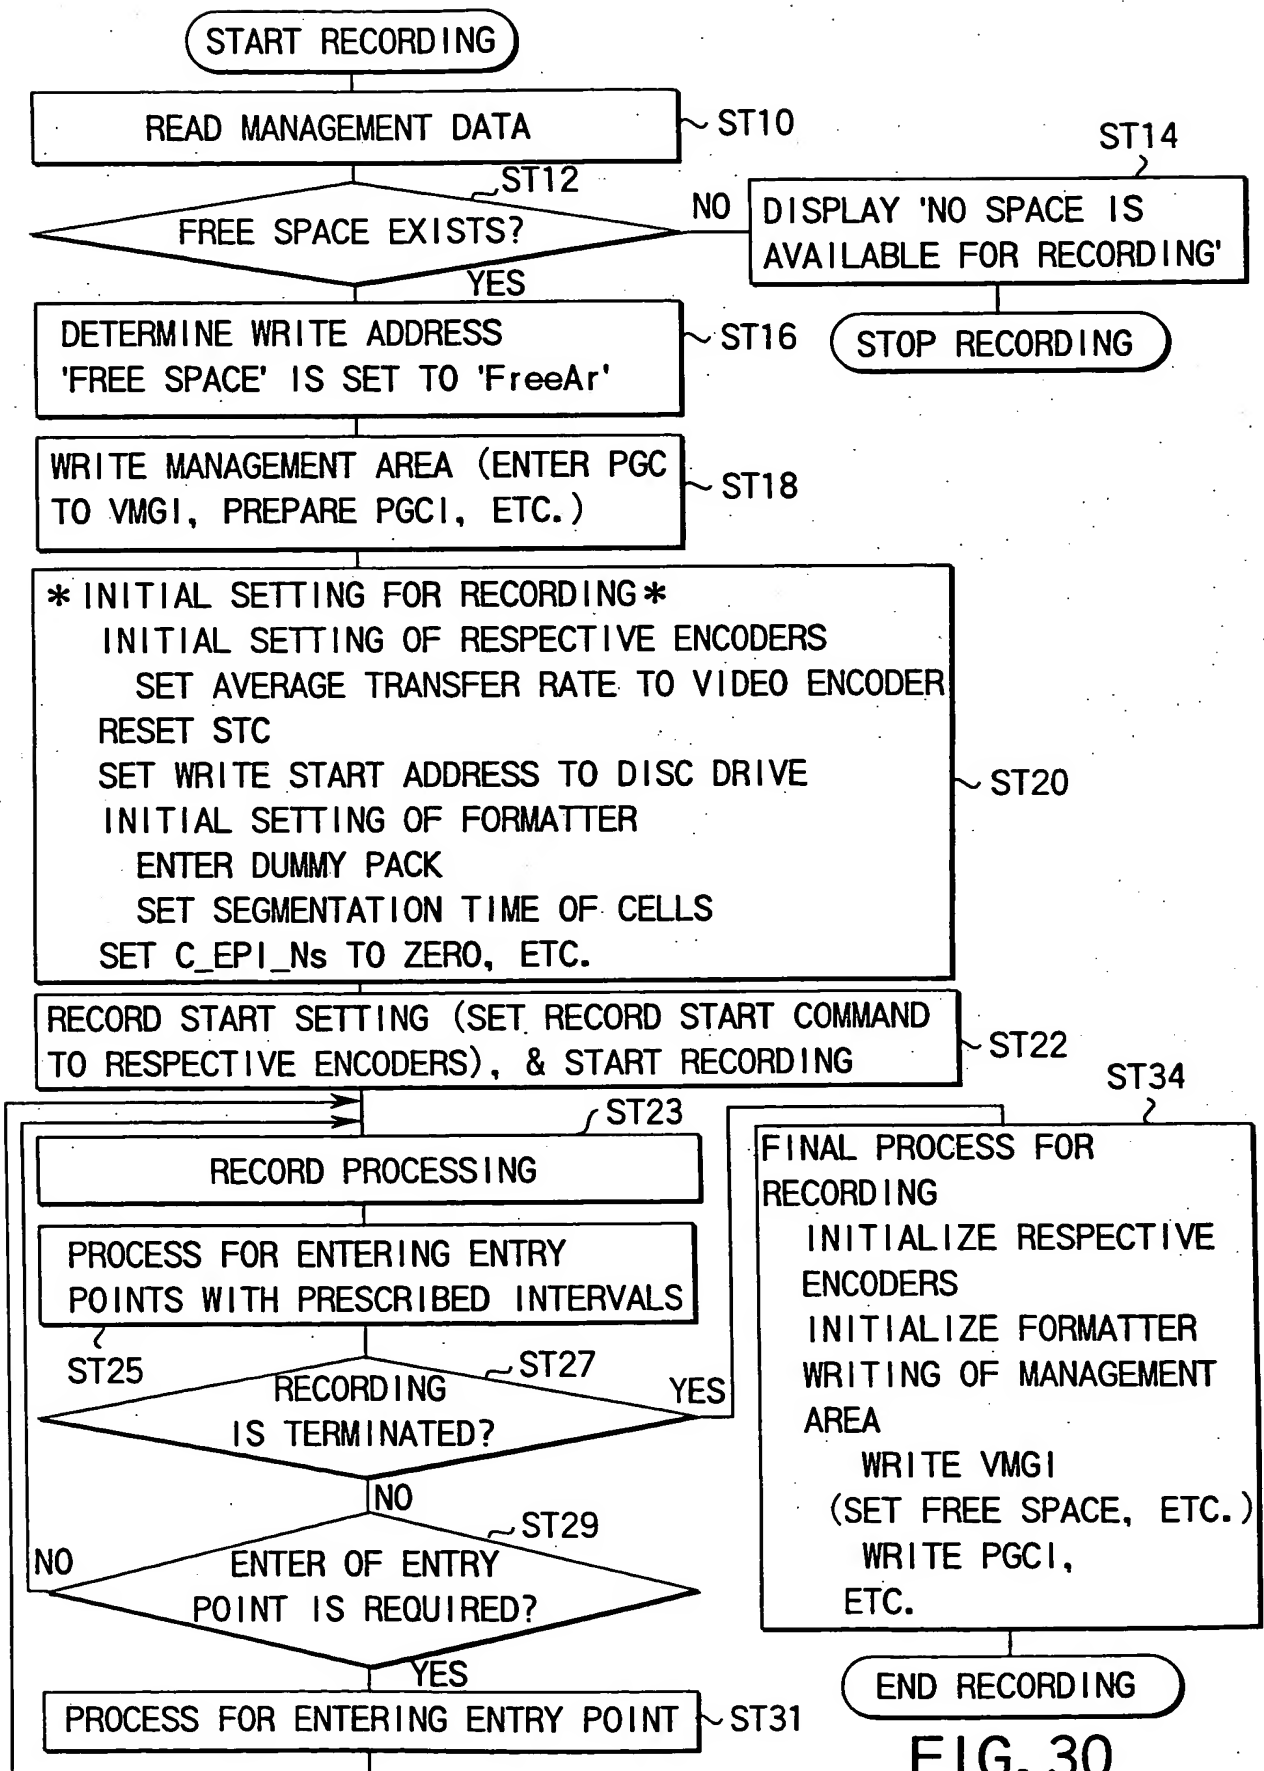 START RECORDING
READ MANAGEMENT DATA
ST10
ST12
FREE SPACE EXISTS?
NO
YES
ST14
DISPLAY 'NO SPACE IS
AVAILABLE FOR RECORDING'
STOP RECORDING
DETERMINE WRITE ADDRESS
'FREE SPACE' IS SET TO 'FreeAr'
ST16
WRITE MANAGEMENT AREA (ENTER PGC
TO VMGI, PREPARE PGCI, ETC.)
ST18
*INITIAL SETTING FOR RECORDING*
INITIAL SETTING OF RESPECTIVE ENCODERS
SET AVERAGE TRANSFER RATE TO VIDEO ENCODER
RESET STC
SET WRITE START ADDRESS TO DISC DRIVE
INITIAL SETTING OF FORMATTER
ENTER DUMMY PACK
SET SEGMENTATION TIME OF CELLS
SET C_EPI_Ns TO ZERO, ETC.
ST20
RECORD START SETTING (SET RECORD START COMMAND
TO RESPECTIVE ENCODERS), & START RECORDING
ST22
ST23
RECORD PROCESSING
PROCESS FOR ENTERING ENTRY
POINTS WITH PRESCRIBED INTERVALS
ST25
ST27
RECORDING
IS TERMINATED?
YES
NO
ST29
ENTER OF ENTRY
POINT IS REQUIRED?
NO
YES
PROCESS FOR ENTERING ENTRY POINT
ST31
ST34
FINAL PROCESS FOR
RECORDING
INITIALIZE RESPECTIVE
ENCODERS
INITIALIZE FORMATTER
WRITING OF MANAGEMENT
AREA
WRITE VMGI
(SET FREE SPACE, ETC.)
WRITE PGCI,
ETC.
END RECORDING
FIG. 30